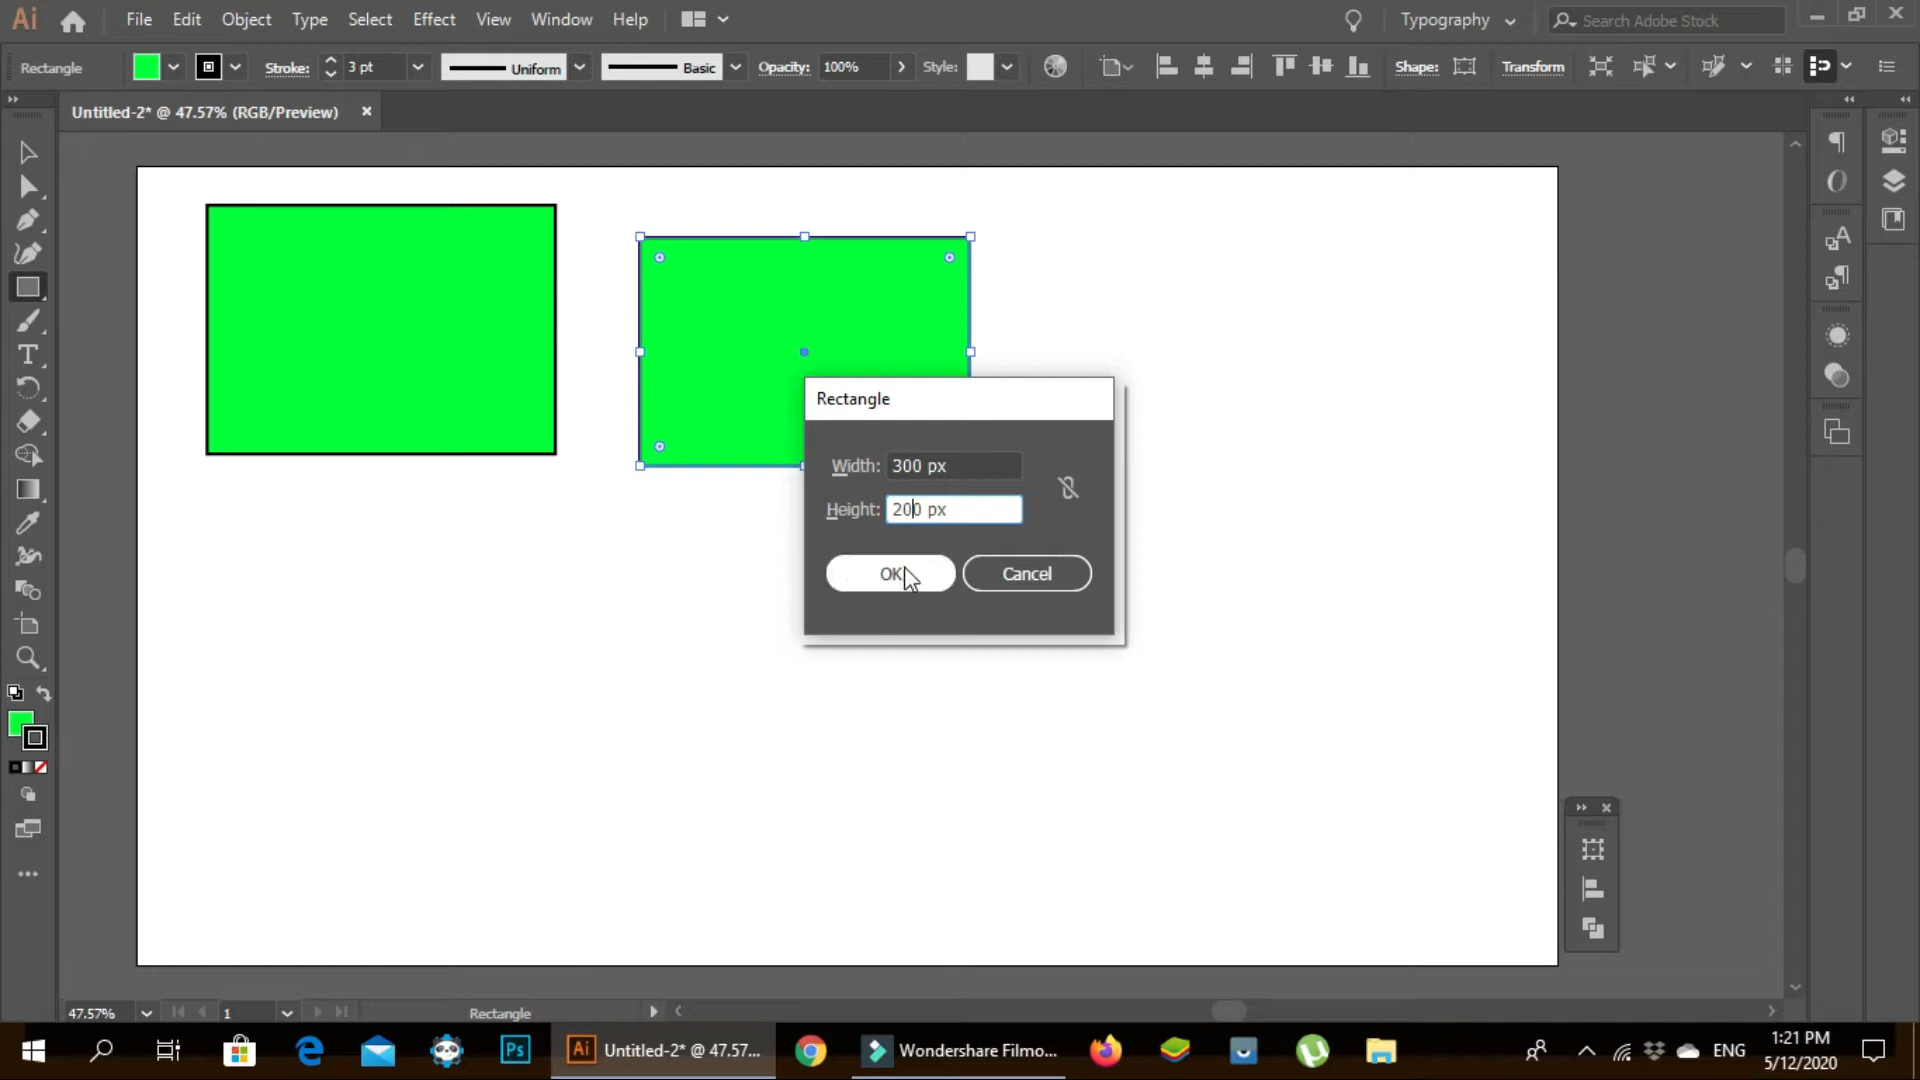 Ai File Edit Object Type Select Effect View Window Help Typography Search Adobe Stock
Rectangle Stroke: 3 pt Uniform Basic Opacity: 100% Style: Shape: Transform
Untitled-2* @ 47.57% (RGB/Preview)
Rectangle
Width: 300 px
Height: 200 px
OK Cancel
47.57% 1 Rectangle
Ps Ai Untitled-2* @ 47.57... Wondershare Filmo... ENG 1:21 PM
5/12/2020